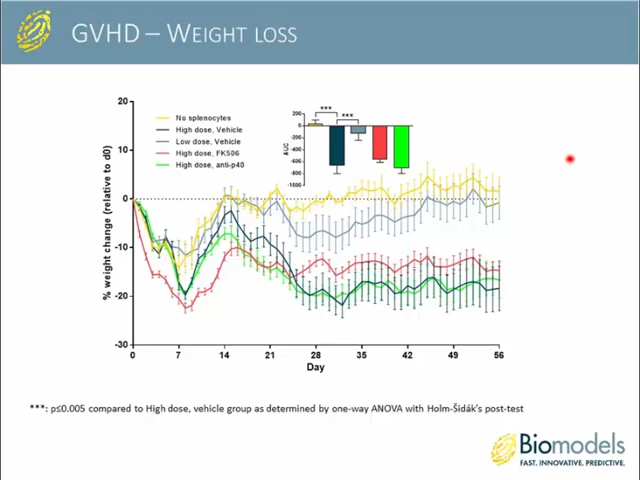 GVHD – WEIGHT LOSS
% weight change (relative to d0)
20
10
0
-10
-20
-30
No splenocytes
High dose, Vehicle
Low dose, Vehicle
High dose, FK506
High dose, anti-p40
AUC
200
0
-200
-400
-600
-800
-1000
***
***
0 7 14 21 28 35 42 49 56
Day
***: p≤0.005 compared to High dose, vehicle group as determined by one-way ANOVA with Holm-Šidák's post-test
Biomodels
FAST. INNOVATIVE. PREDICTIVE.